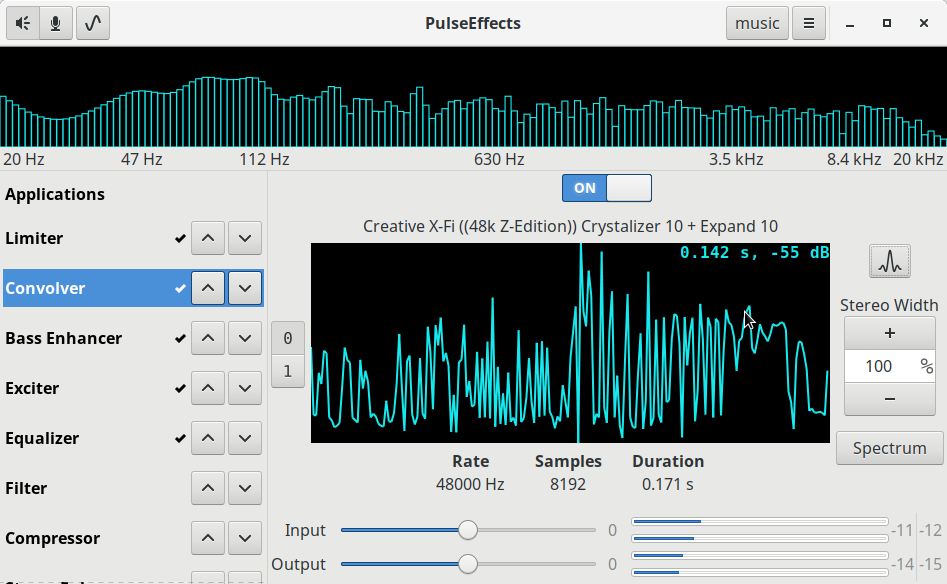 PulseEffects
music
20 Hz 47 Hz 112 Hz 630 Hz 3.5 kHz 8.4 kHz 20 kHz
Applications
Limiter
Convolver
Bass Enhancer
Exciter
Equalizer
Filter
Compressor
ON
Creative X-Fi ((48k Z-Edition)) Crystalizer 10 + Expand 10
0.142 s, -55 dB
0
1
Stereo Width
+
100 %
−
Spectrum
Rate Samples Duration
48000 Hz 8192 0.171 s
Input 0 -11 -12
Output 0 -14 -15